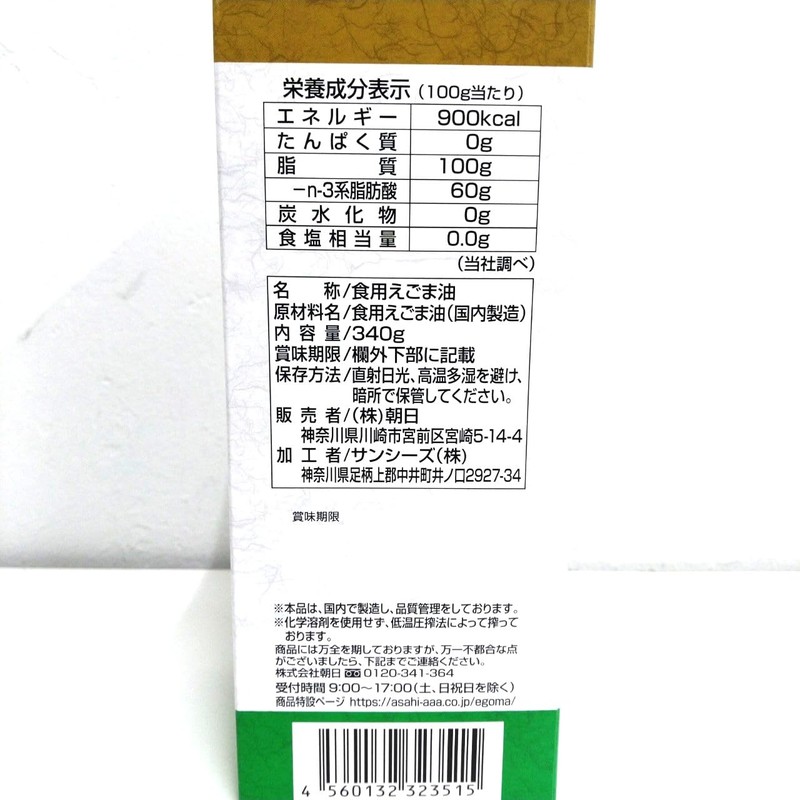 栄養成分表示(100g当たり)
エネルギー 900kcal
たんぱく質 0g
脂質 100g
−n-3系脂肪酸 60g
炭水化物 0g
食塩相当量 0.0g
(当社調べ)
名称/食用えごま油
原材料名/食用えごま油(国内製造)
内容量/340g
賞味期限/欄外下部に記載
保存方法/直射日光、高温多湿を避け、
暗所で保管してください。
販売者/(株)朝日
神奈川県川崎市宮前区宮崎5-14-4
加工者/サンシーズ(株)
神奈川県足柄上郡中井町井ノ口2927-34
賞味期限
※本品は、国内で製造し、品質管理をしております。
※化学溶剤を使用せず、低温圧搾法によって搾って
おります。
商品には万全を期しておりますが、万一不都合な点
がございましたら、下記までご連絡ください。
株式会社朝日 0120-341-364
受付時間 9:00〜17:00(土、日祝日を除く)
商品特設ページ https://asahi-aaa.co.jp/egoma/
4 560132 323515